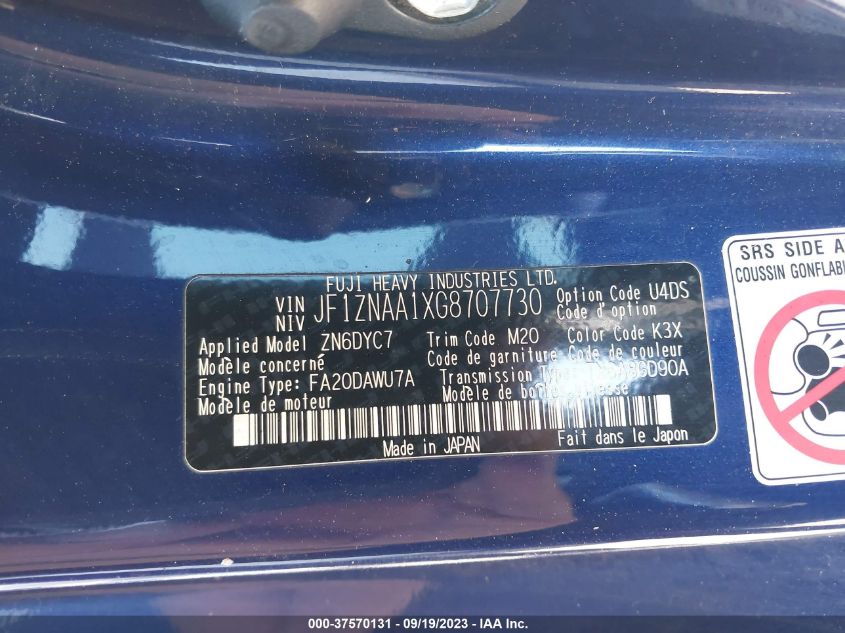 FUJI HEAVY INDUSTRIES LTD.
VIN NIV JF1ZNAA1XG8707730 Option Code U4DS
Code d'option
Applied Model ZN6DYC7 Trim Code M20 Color Code K3X
Modèle concerné Code de garniture Code de couleur
Engine Type: FA20DAWU7A Transmission
Modèle de moteur Modèle de
Made in JAPAN Fait dans le Japon
SRS SIDE
COUSSIN
000-37570131 - 09/19/2023 - IAA Inc.